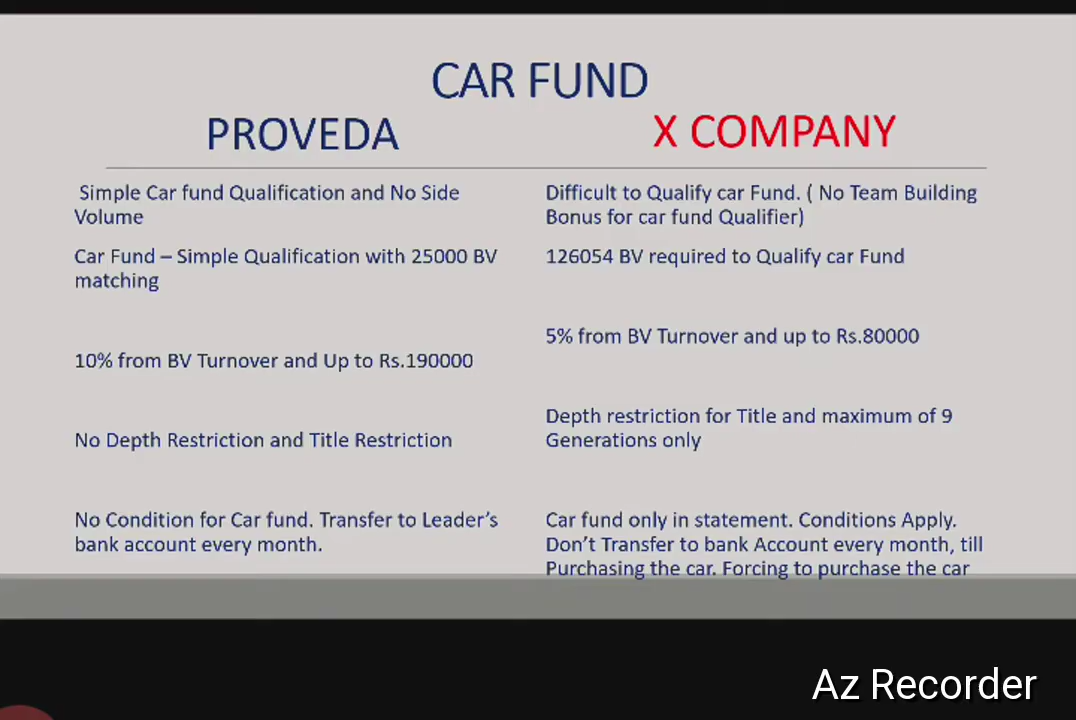 CAR FUND
PROVEDA
X COMPANY
Simple Car fund Qualification and No Side
Volume
Car Fund – Simple Qualification with 25000 BV
matching
10% from BV Turnover and Up to Rs.190000
No Depth Restriction and Title Restriction
No Condition for Car fund. Transfer to Leader’s
bank account every month.
Difficult to Qualify car Fund. ( No Team Building
Bonus for car fund Qualifier)
126054 BV required to Qualify car Fund
5% from BV Turnover and up to Rs.80000
Depth restriction for Title and maximum of 9
Generations only
Car fund only in statement. Conditions Apply.
Don’t Transfer to bank Account every month, till
Purchasing the car. Forcing to purchase the car
Az Recorder